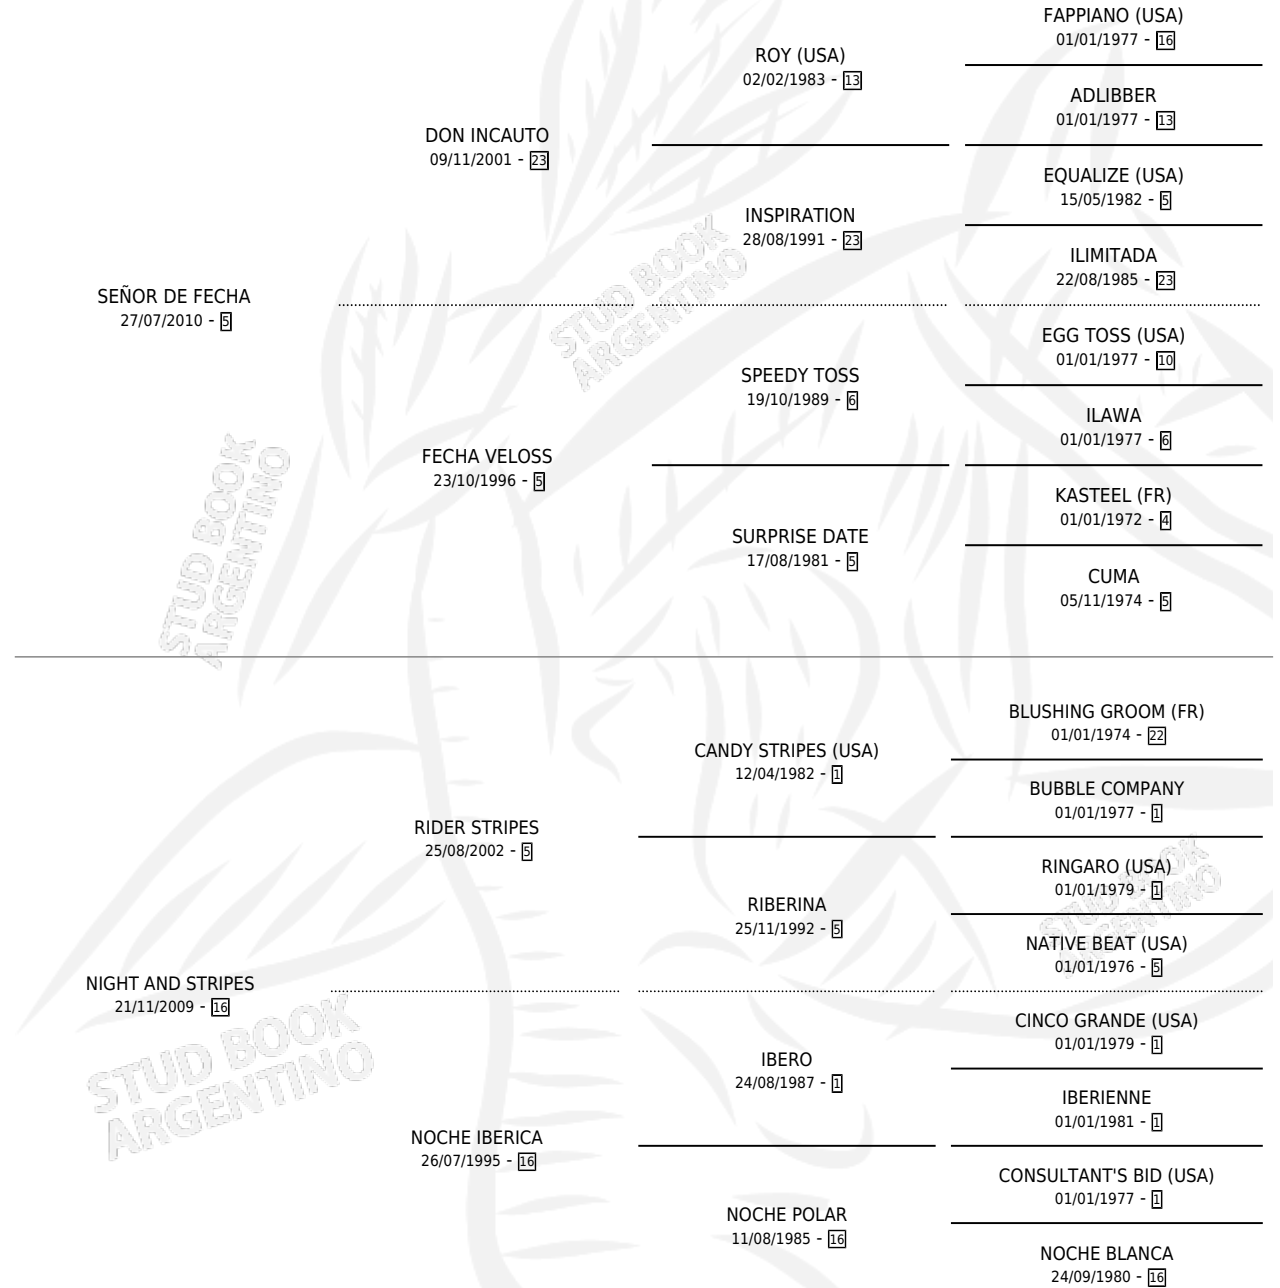 FAPPIANO (USA)
01/01/1977 - 16
ROY (USA)
02/02/1983 - 13
ADLIBBER
01/01/1977 - 13
DON INCAUTO
09/11/2001 - 23
EQUALIZE (USA)
15/05/1982 - 5
INSPIRATION
28/08/1991 - 23
ILIMITADA
22/08/1985 - 23
SEÑOR DE FECHA
27/07/2010 - 5
STUD BOOK
ARGENTINO
EGG TOSS (USA)
01/01/1977 - 10
SPEEDY TOSS
19/10/1989 - 6
ILAWA
01/01/1977 - 6
FECHA VELOSS
23/10/1996 - 5
KASTEEL (FR)
01/01/1972 - 4
SURPRISE DATE
17/08/1981 - 5
CUMA
05/11/1974 - 5
STUD BOOK
ARGENTINO
BLUSHING GROOM (FR)
01/01/1974 - 22
CANDY STRIPES (USA)
12/04/1982 - 1
BUBBLE COMPANY
01/01/1977 - 1
RIDER STRIPES
25/08/2002 - 5
RINGARO (USA)
01/01/1979 - 1
RIBERINA
25/11/1992 - 5
NATIVE BEAT (USA)
01/01/1976 - 5
STUD BOOK
ARGENTINO
NIGHT AND STRIPES
21/11/2009 - 16
CINCO GRANDE (USA)
01/01/1979 - 1
IBERO
24/08/1987 - 1
IBERIENNE
01/01/1981 - 1
STUD BOOK
ARGENTINO
NOCHE IBERICA
26/07/1995 - 16
CONSULTANT'S BID (USA)
01/01/1977 - 1
NOCHE POLAR
11/08/1985 - 16
NOCHE BLANCA
24/09/1980 - 16